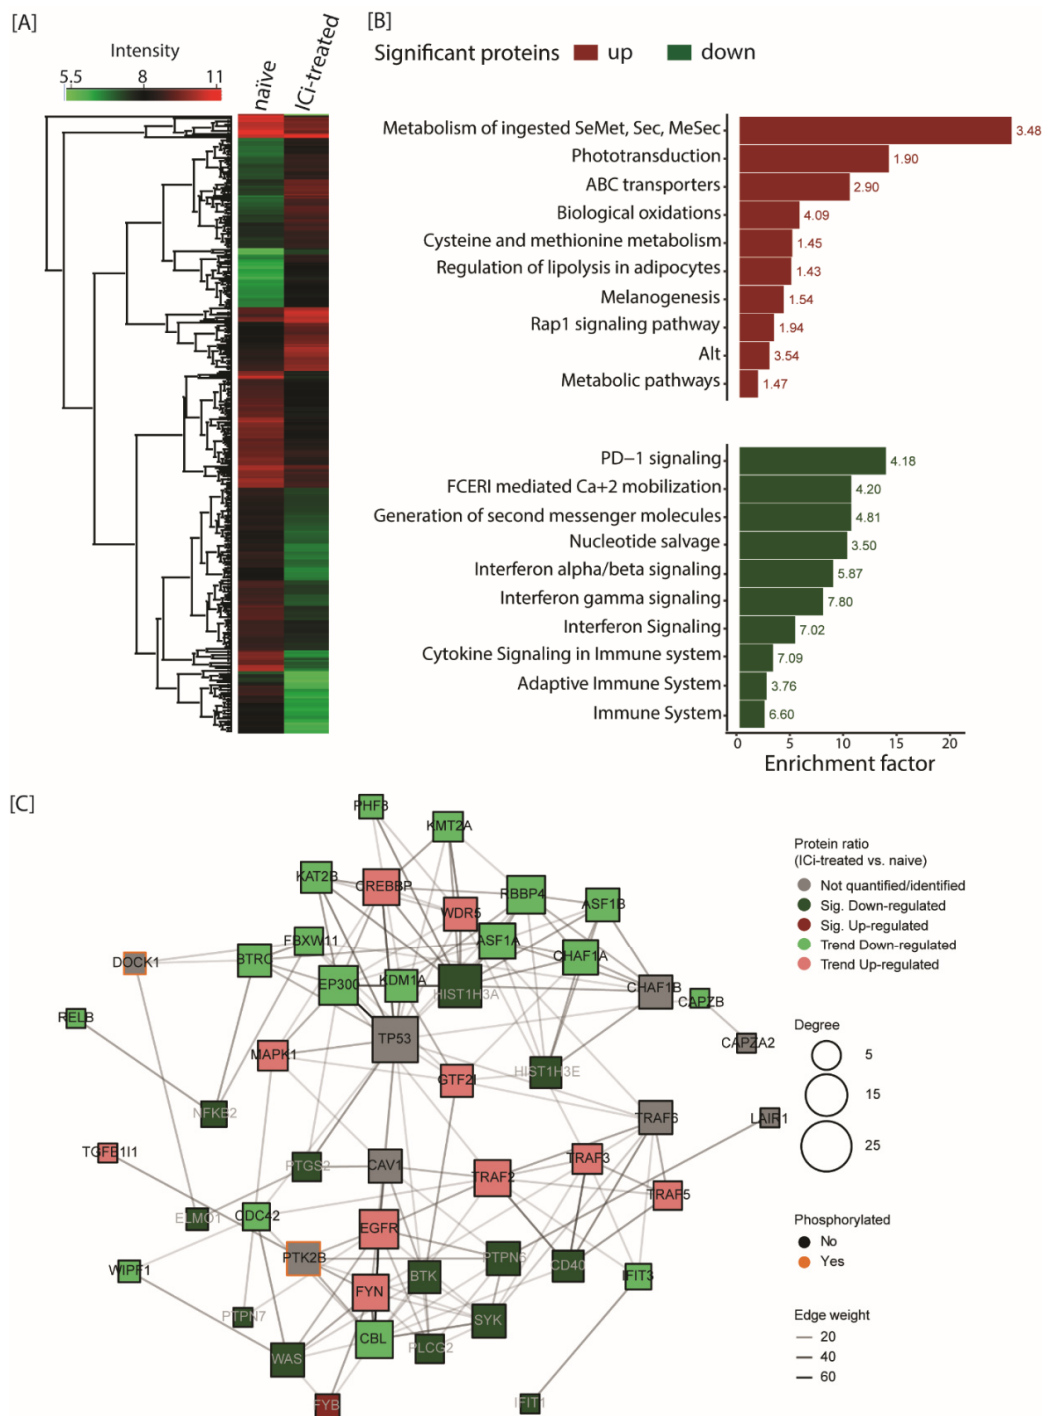 [A]
Intensity
5.5 8 11
naïve
ICi-treated
[B]
Significant proteins up down
Metabolism of ingested SeMet, Sec, MeSec 3.48
Phototransduction 1.90
ABC transporters 2.90
Biological oxidations 4.09
Cysteine and methionine metabolism 1.45
Regulation of lipolysis in adipocytes 1.43
Melanogenesis 1.54
Rap1 signaling pathway 1.94
Alt 3.54
Metabolic pathways 1.47
PD−1 signaling 4.18
FCERI mediated Ca+2 mobilization 4.20
Generation of second messenger molecules 4.81
Nucleotide salvage 3.50
Interferon alpha/beta signaling 5.87
Interferon gamma signaling 7.80
Interferon Signaling 7.02
Cytokine Signaling in Immune system 7.09
Adaptive Immune System 3.76
Immune System 6.60
0 5 10 15 20
Enrichment factor
[C]
PHF8
KMT2A
KAT2B
CREBBP
RBBP4
WDR5
ASF1B
FBXW11
ASF1A
DOCK1
BTRC
CHAF1A
EP300
KDM1A
HIST1H3A
CHAF1B
CAPZB
RELB
TP53
CAPZA2
MAPK1
GTF2I
HIST1H3E
NFKB2
TRAF6
LAIR1
TGFB1I1
PTGS2
CAV1
TRAF2
TRAF3
TRAF5
ELMO1
CDC42
EGFR
PTK2B
PTPN6
CD40
WIPF1
BTK
IFIT3
FYN
PTPN7
SYK
CBL
PLCG2
WAS
FYB
IFIT1
Protein ratio
(ICi-treated vs. naive)
Not quantified/identified
Sig. Down-regulated
Sig. Up-regulated
Trend Down-regulated
Trend Up-regulated
Degree
5
15
25
Phosphorylated
No
Yes
Edge weight
20
40
60